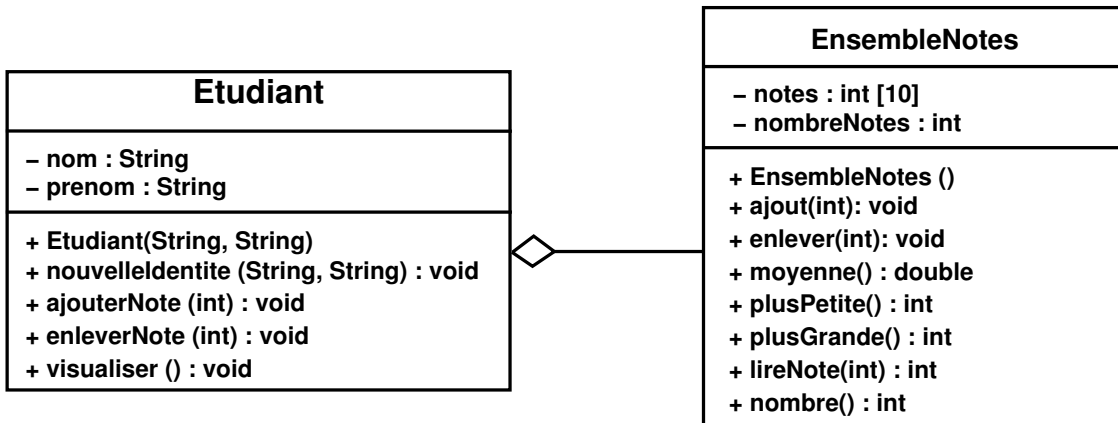 Etudiant
– nom : String
– prenom : String
+ Etudiant(String, String)
+ nouvelleIdentite (String, String) : void
+ ajouterNote (int) : void
+ enleverNote (int) : void
+ visualiser () : void
EnsembleNotes
– notes : int [10]
– nombreNotes : int
+ EnsembleNotes ()
+ ajout(int): void
+ enlever(int): void
+ moyenne() : double
+ plusPetite() : int
+ plusGrande() : int
+ lireNote(int) : int
+ nombre() : int